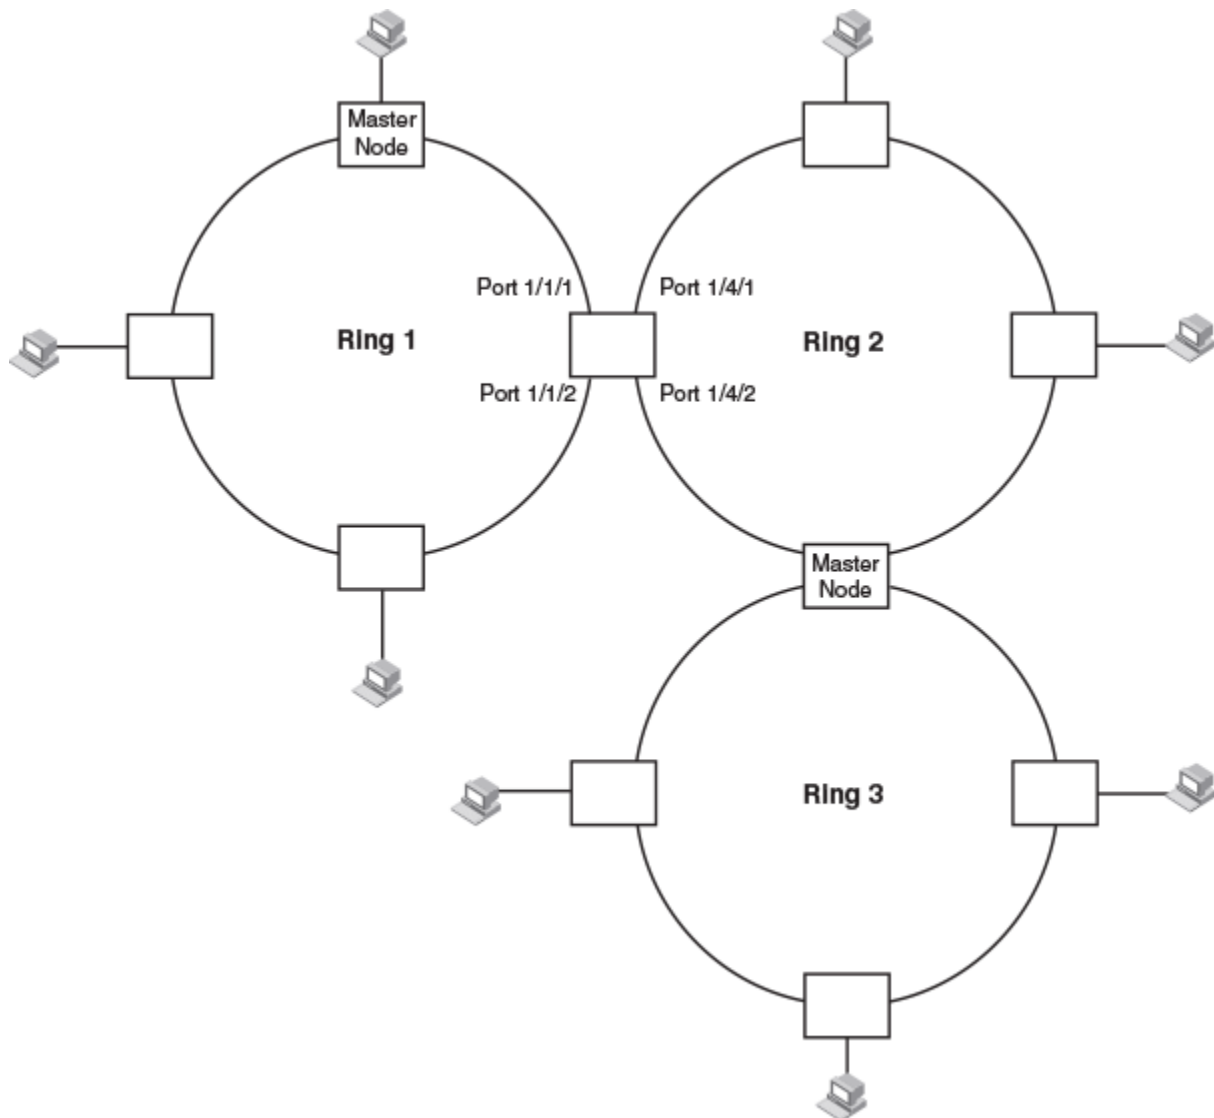 Master
Node
Port 1/1/1
Port 1/4/1
Ring 1
Ring 2
Port 1/1/2
Port 1/4/2
Master
Node
Ring 3